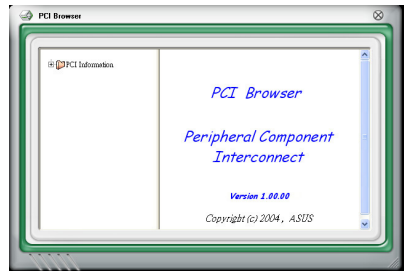 PCI Browser
PCI Information
PCI Browser
Peripheral Component
Interconnect
Version 1.00.00
Copyright (c) 2004, ASUS